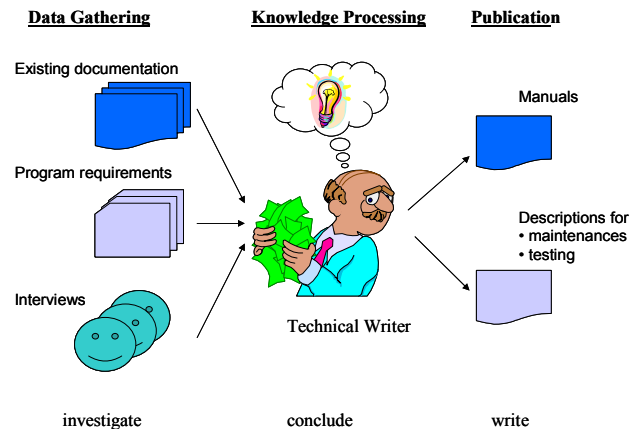 Data Gathering
Knowledge Processing
Publication
Existing documentation
Program requirements
Interviews
Technical Writer
Manuals
Descriptions for
• maintenances
• testing
investigate
conclude
write